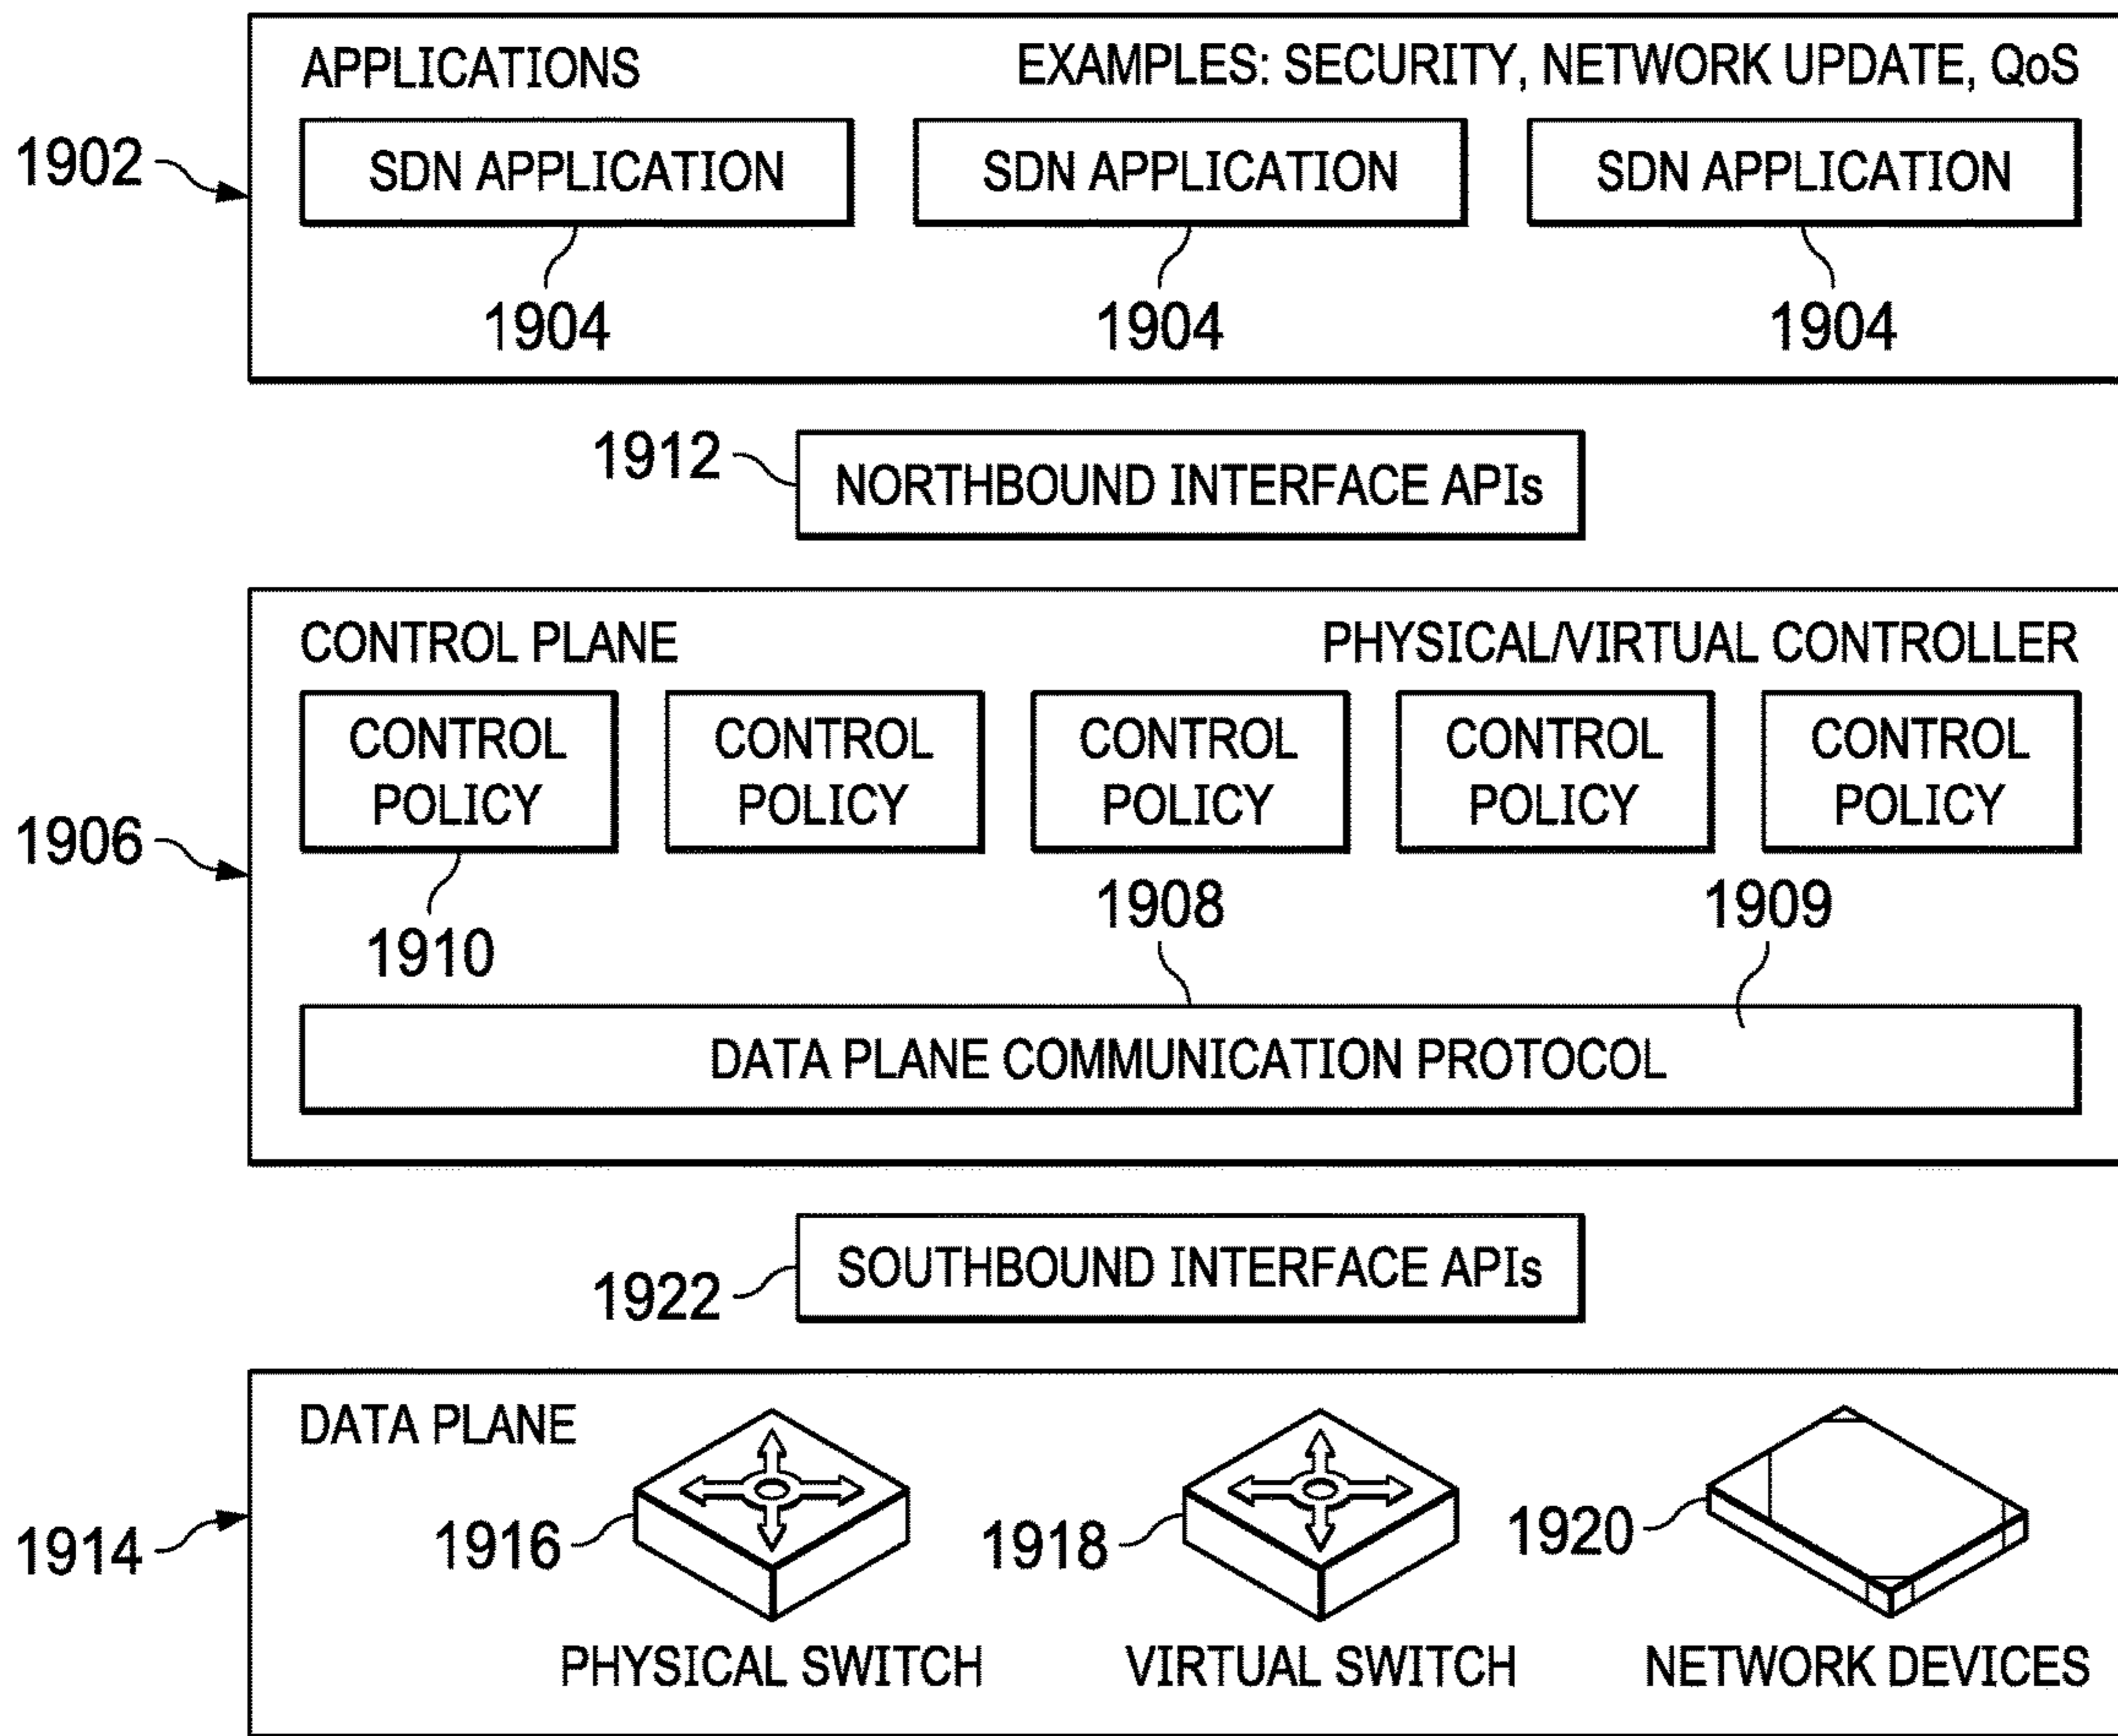 APPLICATIONS EXAMPLES: SECURITY, NETWORK UPDATE, QoS
1902
SDN APPLICATION SDN APPLICATION SDN APPLICATION
1904 1904 1904
1912
NORTHBOUND INTERFACE APIs
CONTROL PLANE PHYSICAL/VIRTUAL CONTROLLER
CONTROL CONTROL CONTROL CONTROL CONTROL
POLICY POLICY POLICY POLICY POLICY
1906
1908 1909
1910
DATA PLANE COMMUNICATION PROTOCOL
SOUTHBOUND INTERFACE APIs
1922
DATA PLANE
1914 1916 1918 1920
PHYSICAL SWITCH VIRTUAL SWITCH NETWORK DEVICES